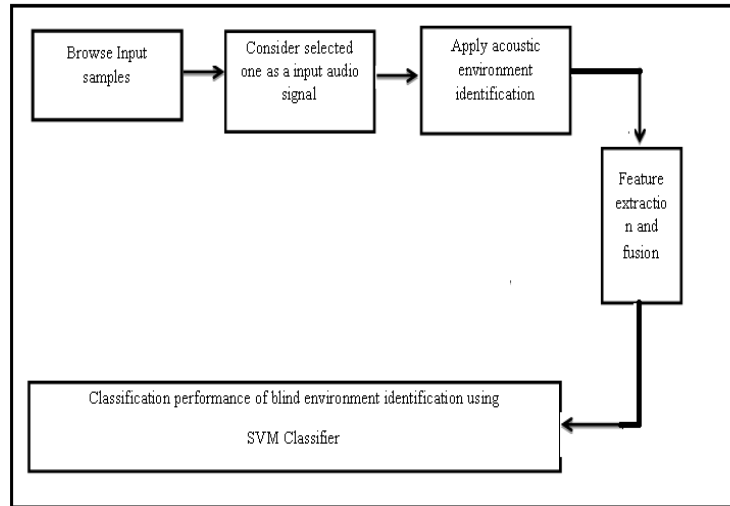 Browse Input
samples
Consider selected
one as a input audio
signal
Apply acoustic
environment
identification
Feature
extractio
n and
fusion
Classification performance of blind environment identification using
SVM Classifier